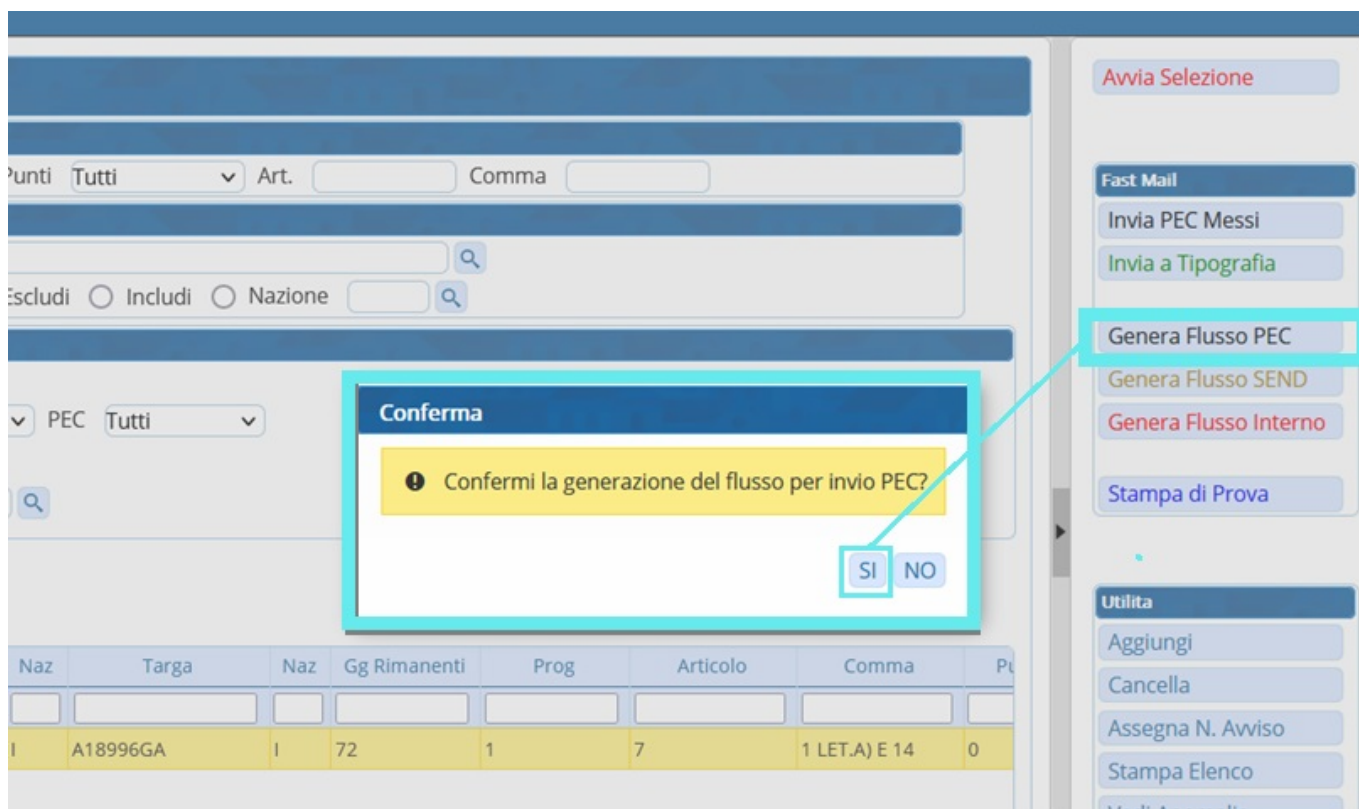 Avvia Selezione
Punti Tutti Art. Comma
Fast Mail
Invia PEC Messi
Invia a Tipografia
Escludi Includi Nazione
Genera Flusso PEC
Genera Flusso SEND
Genera Flusso Interno
Stampa di Prova
PEC Tutti
Conferma
Confermi la generazione del flusso per invio PEC?
SI NO
Utilita
Aggiungi
Cancella
Assegna N. Avviso
Stampa Elenco
Naz Targa Naz Gg Rimanenti Prog Articolo Comma
I A18996GA I 72 1 7 1 LET.A) E 14 0